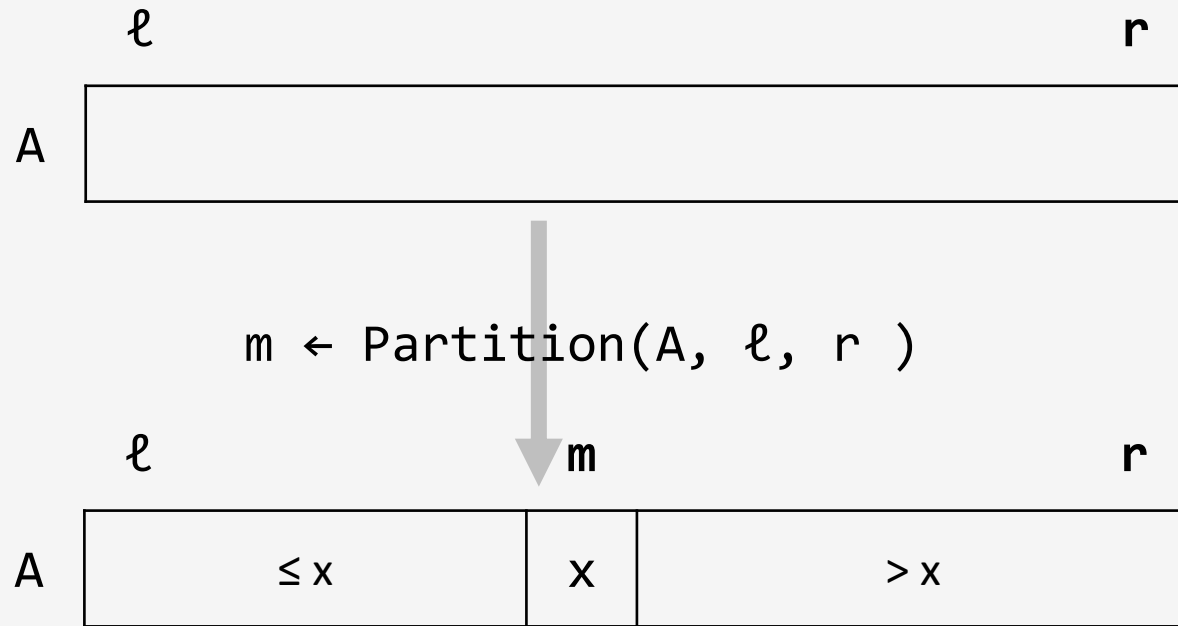 ℓ r
A
m ← Partition(A, ℓ, r )
ℓ m r
A ≤ x x > x